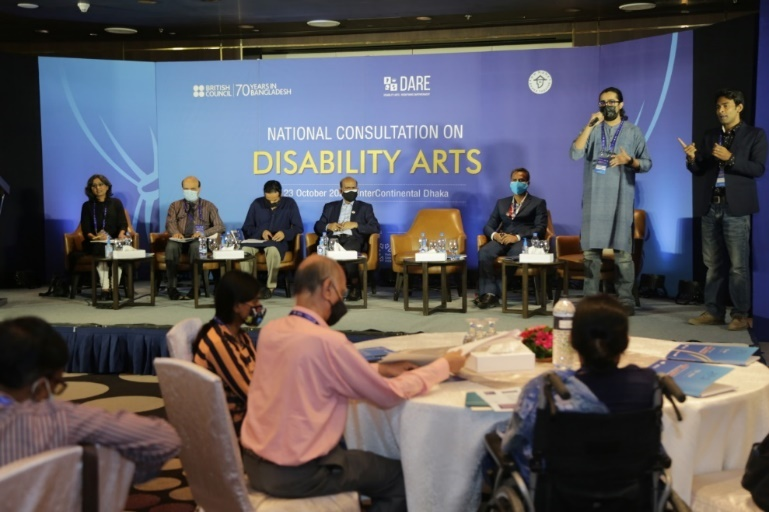 BRITISH COUNCIL
70 YEARS IN BANGLADESH
DARE
NATIONAL CONSULTATION ON
DISABILITY ARTS
23 October InterContinental Dhaka